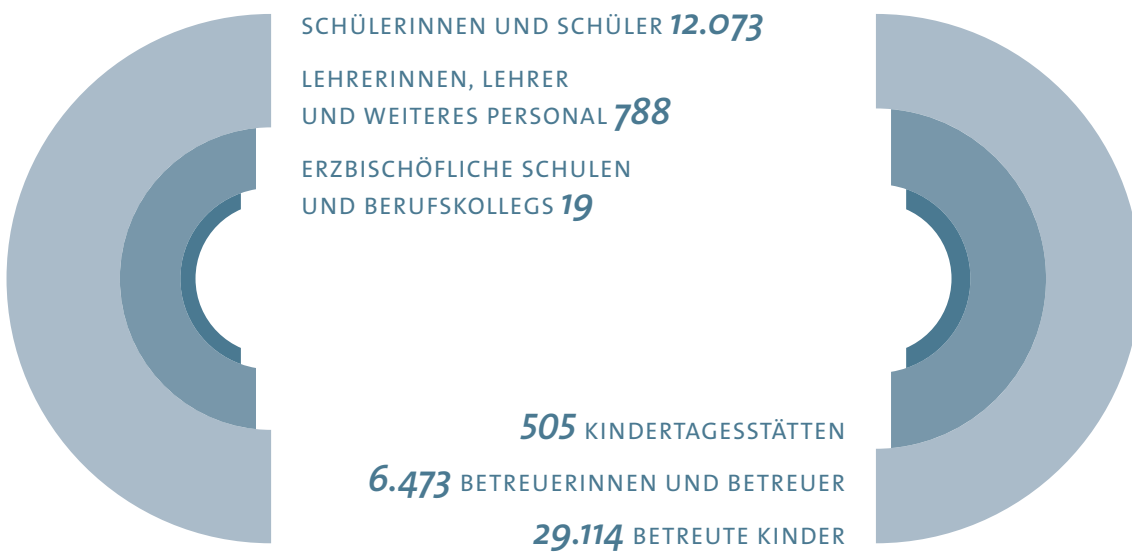 SCHÜLERINNEN UND SCHÜLER 12.073
LEHRERINNEN, LEHRER
UND WEITERES PERSONAL 788
ERZBISCHÖFLICHE SCHULEN
UND BERUFSKOLLEGS 19
505 KINDERTAGESSTÄTTEN
6.473 BETREUERINNEN UND BETREUER
29.114 BETREUTE KINDER